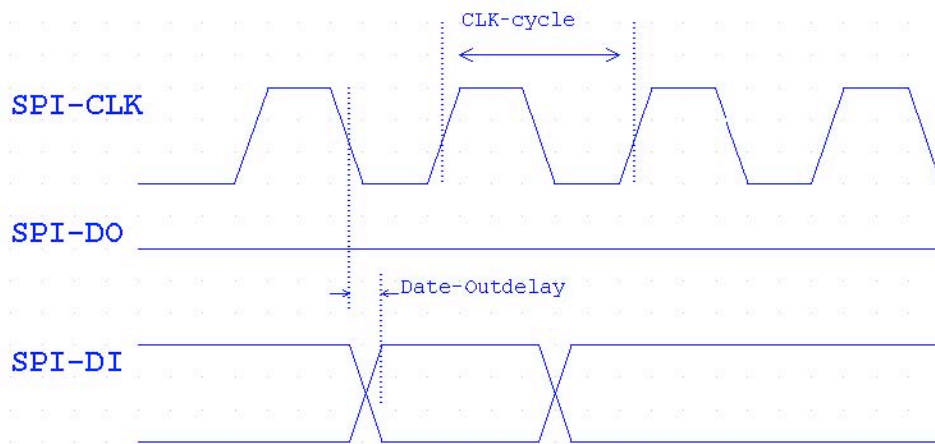 CLK-cycle
SPI-CLK
SPI-DO
Date-Outdelay
SPI-DI